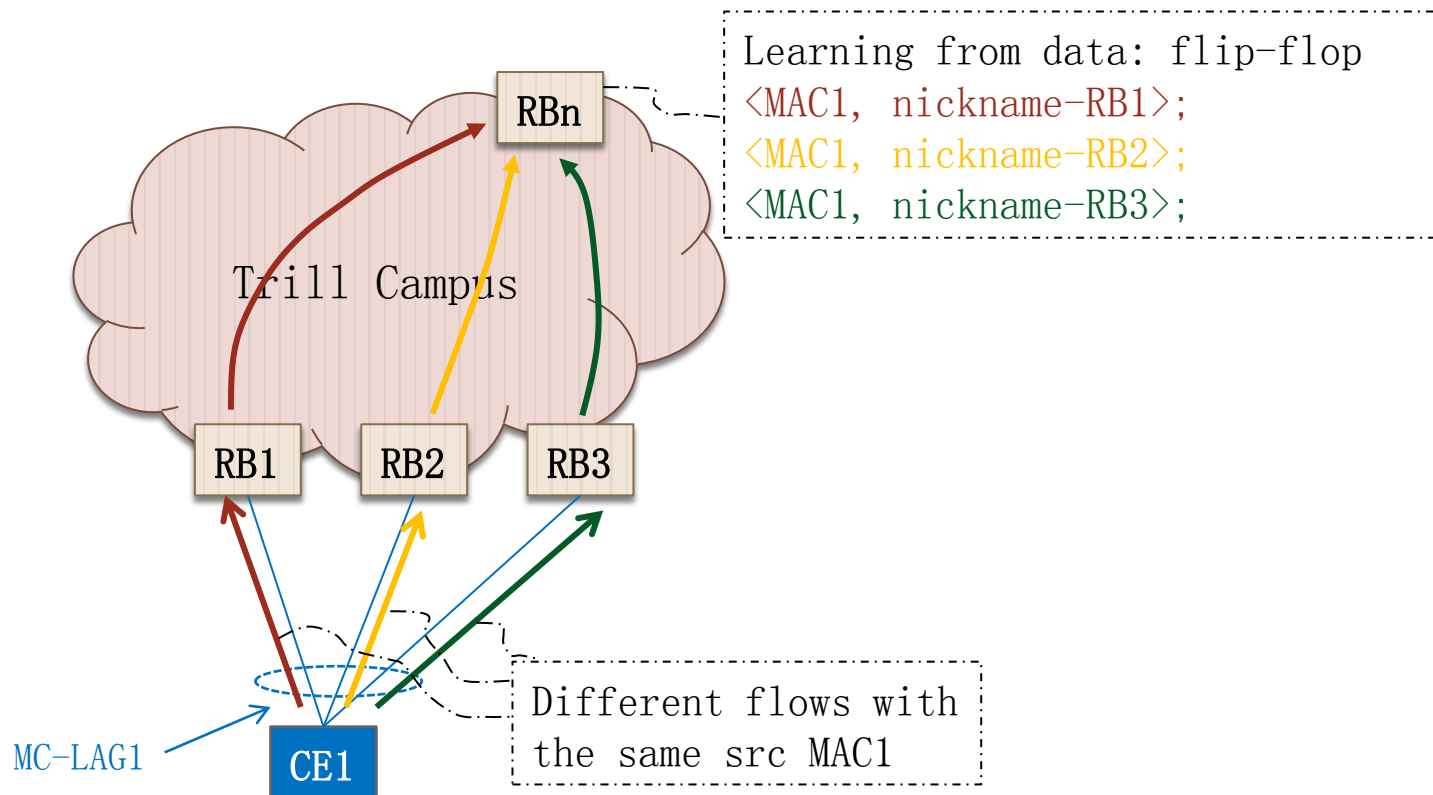 Learning from data: flip-flop
<MAC1, nickname-RB1>;
<MAC1, nickname-RB2>;
<MAC1, nickname-RB3>;
RBn
Trill Campus
RB1
RB2
RB3
Different flows with
the same src MAC1
MC-LAG1
CE1